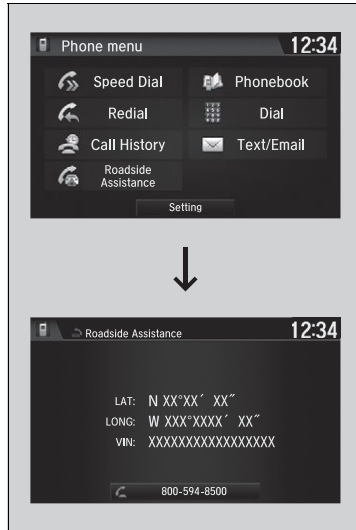 Phone menu 12:34
Speed Dial Phonebook
Redial Dial
Call History Text/Email
Roadside
Assistance
Setting
Roadside Assistance 12:34
LAT: N XX°XX´ XX˝
LONG: W XXX°XXXX´ XX˝
VIN: XXXXXXXXXXXXXXXXX
800-594-8500